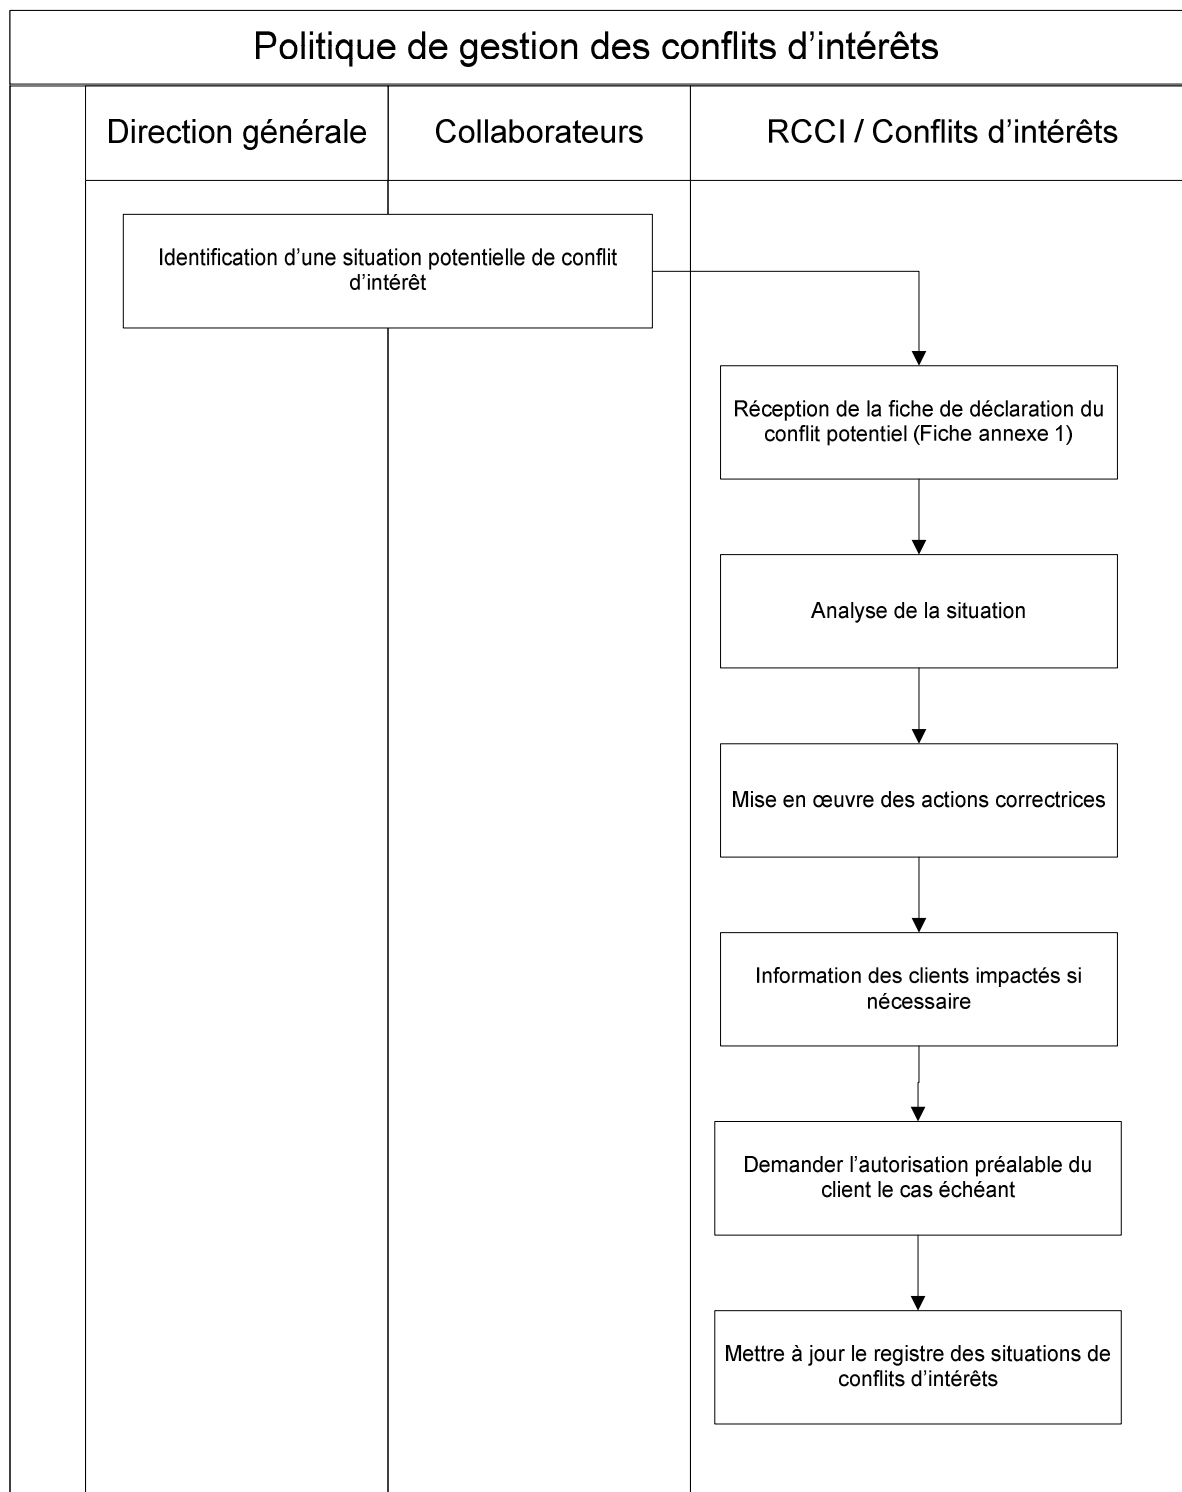 Politique de gestion des conflits d’intérêts
Direction générale
Collaborateurs
RCCI / Conflits d’intérêts
Identification d’une situation potentielle de conflit
d’intérêt
Réception de la fiche de déclaration du
conflit potentiel (Fiche annexe 1)
Analyse de la situation
Mise en œuvre des actions correctrices
Information des clients impactés si
nécessaire
Demander l’autorisation préalable du
client le cas échéant
Mettre à jour le registre des situations de
conflits d’intérêts